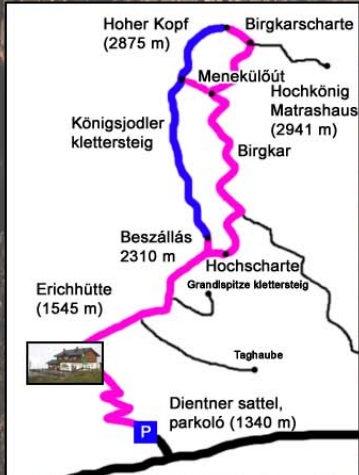 Hoher Kopf
(2875 m)
Birgkarscharte
Menekülőút
Hochkönig
Matrashaus
(2941 m)
Königsjodler
klettersteig
Birgkar
Beszállás
2310 m
Hochscharte
Grandlspitze klettersteig
Erichhütte
(1545 m)
Taghaube
Dientner sattel,
parkoló (1340 m)
P